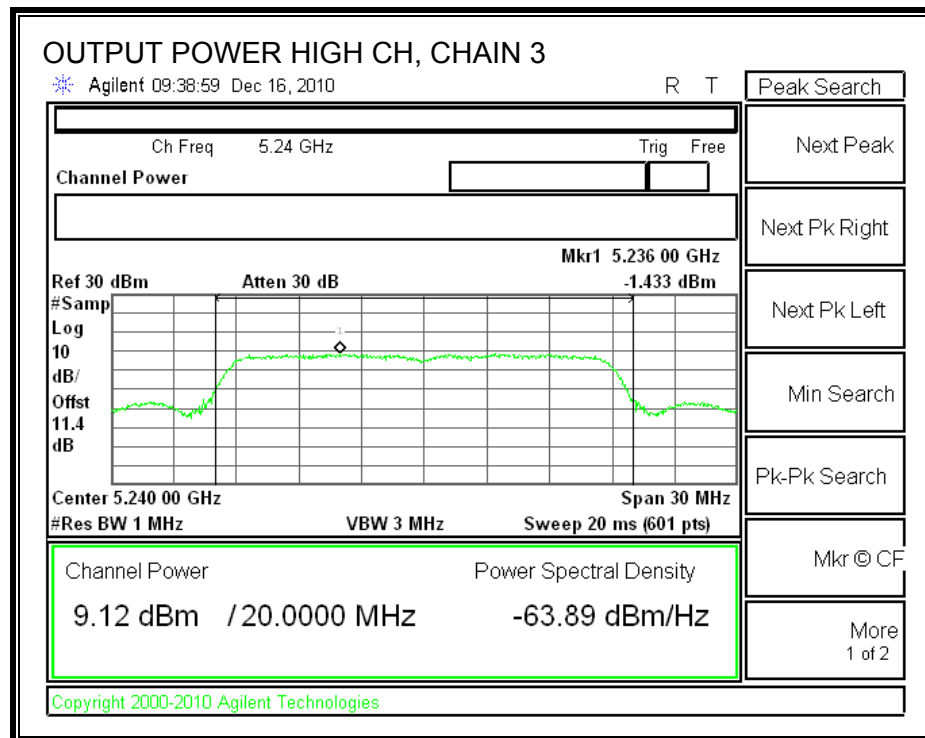 OUTPUT POWER HIGH CH, CHAIN 3
Agilent 09:38:59 Dec 16, 2010 R T
Peak Search
Ch Freq 5.24 GHz Trig Free
Channel Power
Mkr1 5.236 00 GHz
Ref 30 dBm Atten 30 dB -1.433 dBm
#Samp
Log
10
dB/
Offst
11.4
dB
1
Center 5.240 00 GHz Span 30 MHz
#Res BW 1 MHz VBW 3 MHz Sweep 20 ms (601 pts)
Channel Power Power Spectral Density
9.12 dBm / 20.0000 MHz -63.89 dBm/Hz
Next Peak
Next Pk Right
Next Pk Left
Min Search
Pk-Pk Search
Mkr © CF
More
1 of 2
Copyright 2000-2010 Agilent Technologies